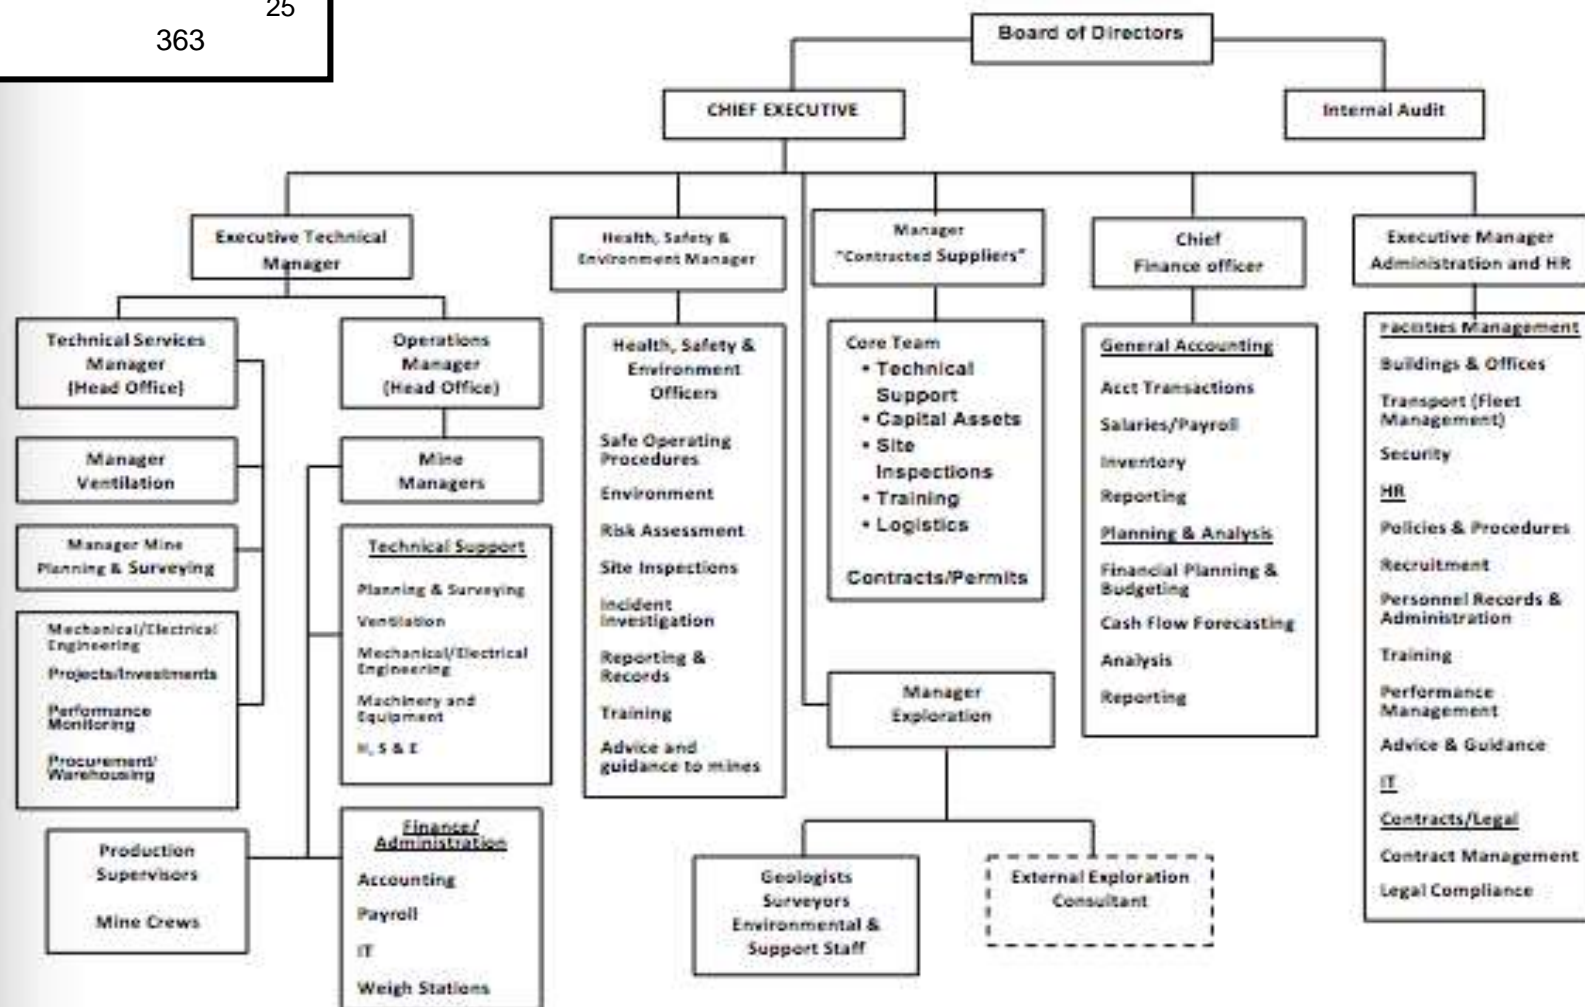 25
363
Board of Directors
CHIEF EXECUTIVE
Internal Audit
Executive Technical
Manager
Health, Safety &
Environment Manager
Manager
"Contracted Suppliers"
Chief
Finance officer
Executive Manager
Administration and HR
Technical Services
Manager
(Head Office)
Operations
Manager
(Head Office)
Manager
Ventilation
Mine
Managers
Manager Mine
Planning & Surveying
Mechanical/Electrical
Engineering
Projects/Investments
Performance
Monitoring
Procurement/
Warehousing
Technical Support
Planning & Surveying
Ventilation
Mechanical/Electrical
Engineering
Machinery and
Equipment
H, S & E
Production
Supervisors
Mine Crews
Finance/
Administration
Accounting
Payroll
IT
Weigh Stations
Health, Safety &
Environment
Officers
Safe Operating
Procedures
Environment
Risk Assessment
Site Inspections
Incident
Investigation
Reporting &
Records
Training
Advice and
guidance to mines
Core Team
• Technical
Support
• Capital Assets
• Site
Inspections
• Training
• Logistics
Contracts/Permits
Manager
Exploration
Geologists
Surveyors
Environmental &
Support Staff
External Exploration
Consultant
General Accounting
Acct Transactions
Salaries/Payroll
Inventory
Reporting
Planning & Analysis
Financial Planning &
Budgeting
Cash Flow Forecasting
Analysis
Reporting
Facilities Management
Buildings & Offices
Transport (Fleet
Management)
Security
HR
Policies & Procedures
Recruitment
Personnel Records &
Administration
Training
Performance
Management
Advice & Guidance
IT
Contracts/Legal
Contract Management
Legal Compliance